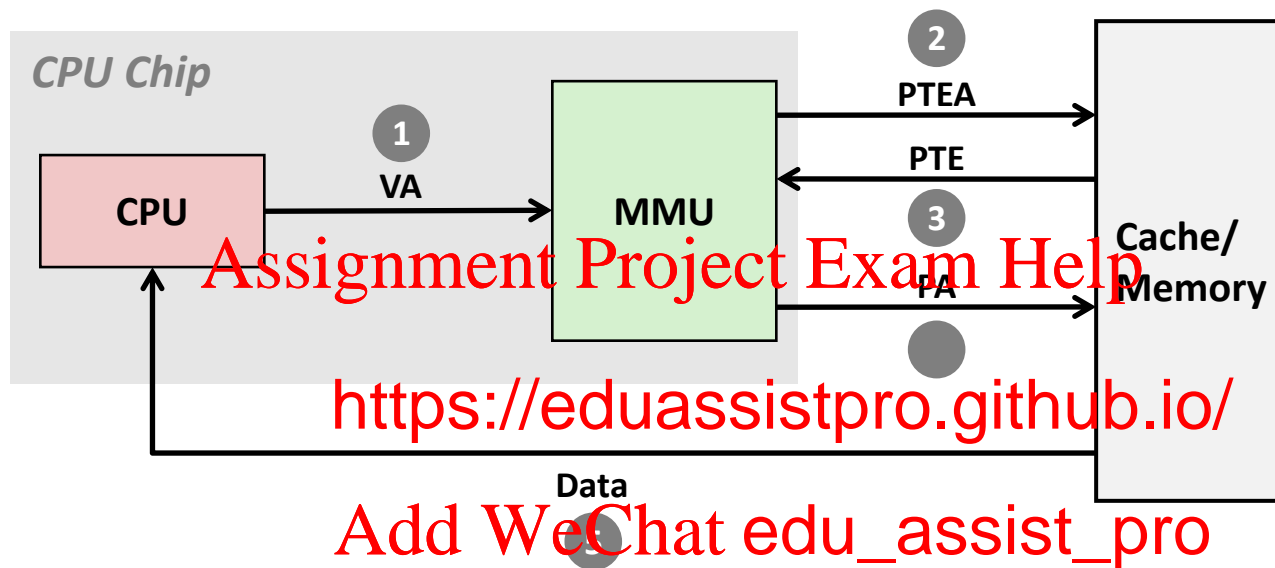 2
CPU Chip
PTEA
1
PTE
VA
CPU
MMU
3
Cache/
Memory
Assignment Project Exam Help
PA
https://eduassistpro.github.io/
Data
Add WeChat edu_assist_pro
5